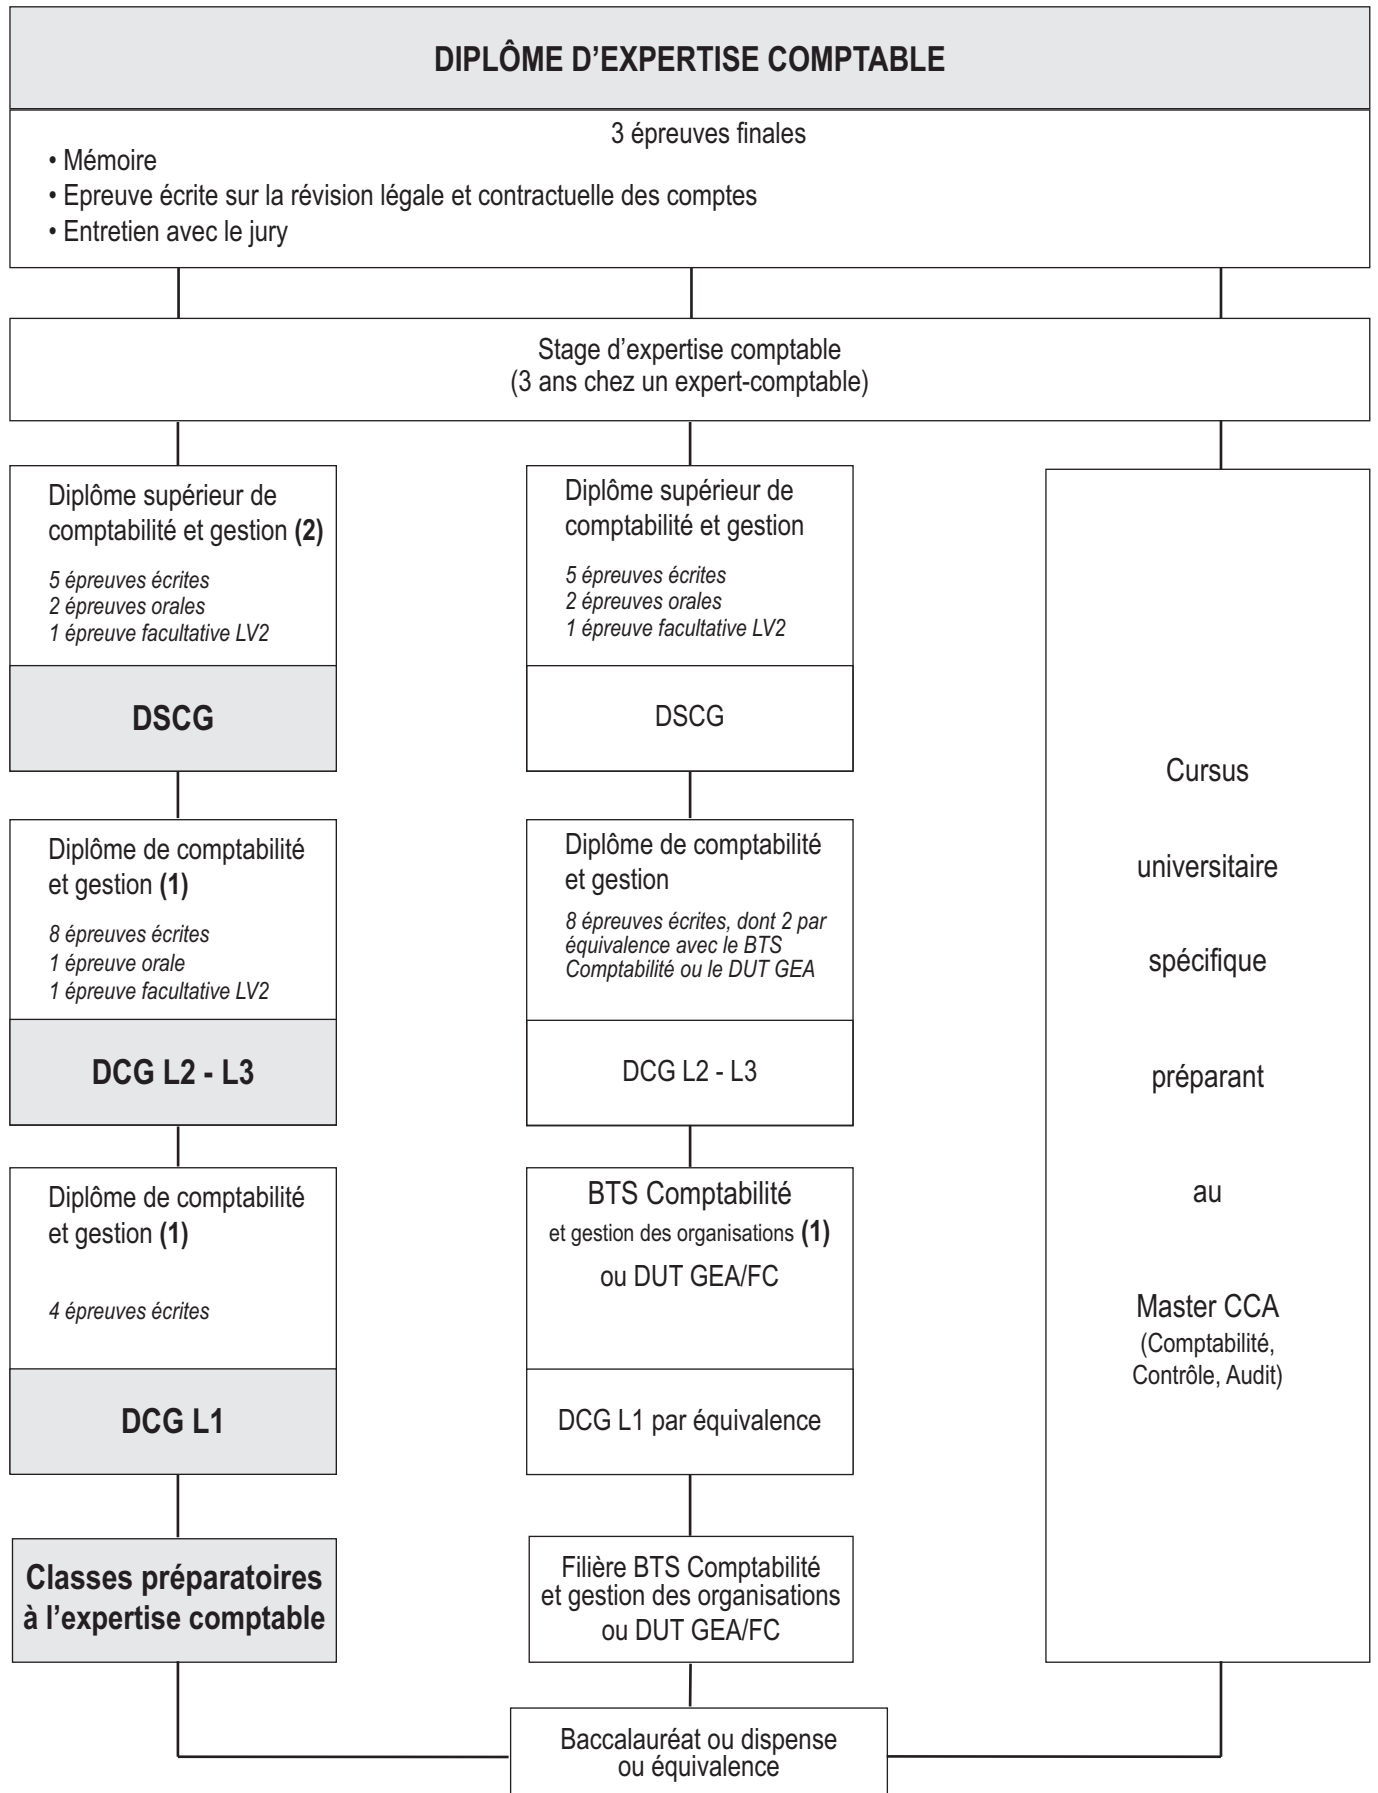 DIPLÔME D’EXPERTISE COMPTABLE
3 épreuves finales
• Mémoire
• Epreuve écrite sur la révision légale et contractuelle des comptes
• Entretien avec le jury
Stage d’expertise comptable
(3 ans chez un expert-comptable)
Diplôme supérieur de
comptabilité et gestion (2)
5 épreuves écrites
2 épreuves orales
1 épreuve facultative LV2
DSCG
Diplôme de comptabilité
et gestion (1)
8 épreuves écrites
1 épreuve orale
1 épreuve facultative LV2
DCG L2 - L3
Diplôme de comptabilité
et gestion (1)
4 épreuves écrites
DCG L1
Classes préparatoires
à l’expertise comptable
Diplôme supérieur de
comptabilité et gestion
5 épreuves écrites
2 épreuves orales
1 épreuve facultative LV2
DSCG
Diplôme de comptabilité
et gestion
8 épreuves écrites, dont 2 par
équivalence avec le BTS
Comptabilité ou le DUT GEA
DCG L2 - L3
BTS Comptabilité
et gestion des organisations (1)
ou DUT GEA/FC
DCG L1 par équivalence
Filière BTS Comptabilité
et gestion des organisations
ou DUT GEA/FC
Cursus
universitaire
spécifique
préparant
au
Master CCA
(Comptabilité,
Contrôle, Audit)
Baccalauréat ou dispense
ou équivalence